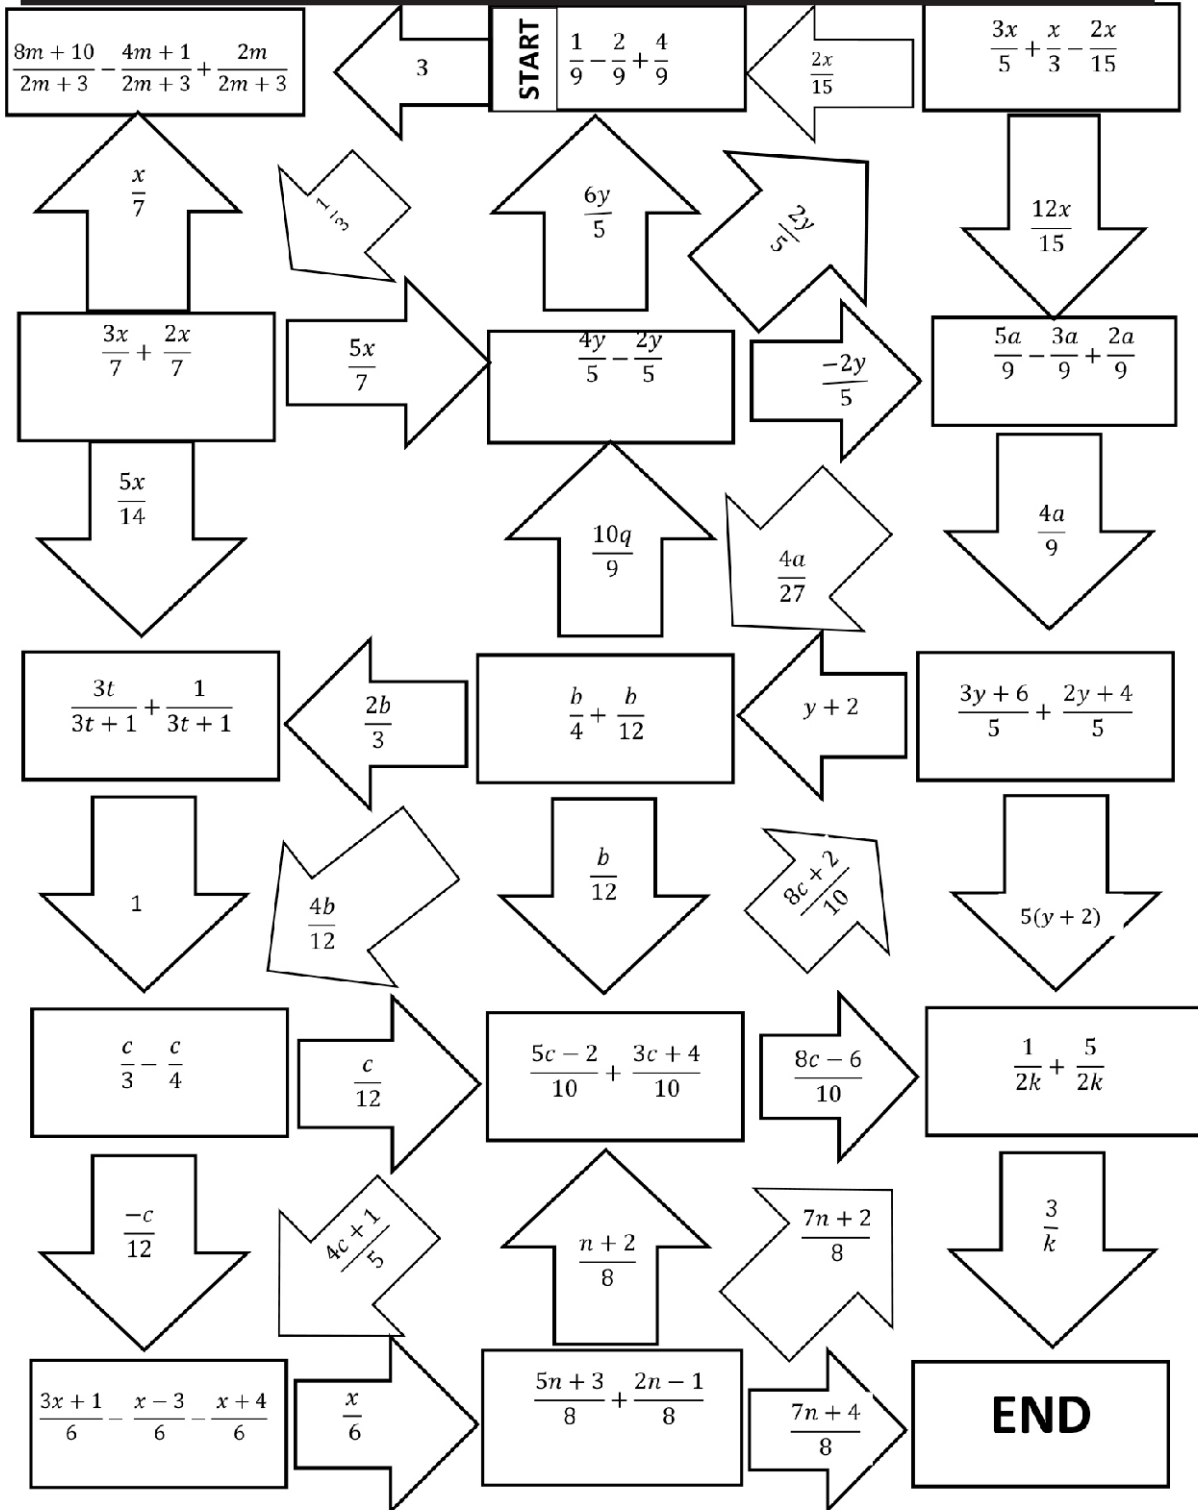 (8m + 10)/(2m + 3) − (4m + 1)/(2m + 3) + 2m/(2m + 3)
3
START
1/9 − 2/9 + 4/9
2x/15
3x/5 + x/3 − 2x/15
x/7
1/3
6y/5
2y/5
12x/15
3x/7 + 2x/7
5x/7
4y/5 − 2y/5
−2y/5
5a/9 − 3a/9 + 2a/9
5x/14
10q/9
4a/27
4a/9
3t/(3t + 1) + 1/(3t + 1)
2b/3
b/4 + b/12
y + 2
(3y + 6)/5 + (2y + 4)/5
1
4b/12
b/12
(8c + 2)/10
5(y + 2)
c/3 − c/4
c/12
(5c − 2)/10 + (3c + 4)/10
(8c − 6)/10
1/2k + 5/2k
−c/12
(4c + 1)/5
(n + 2)/8
(7n + 2)/8
3/k
(3x + 1)/6 − (x − 3)/6 − (x + 4)/6
x/6
(5n + 3)/8 + (2n − 1)/8
(7n + 4)/8
END